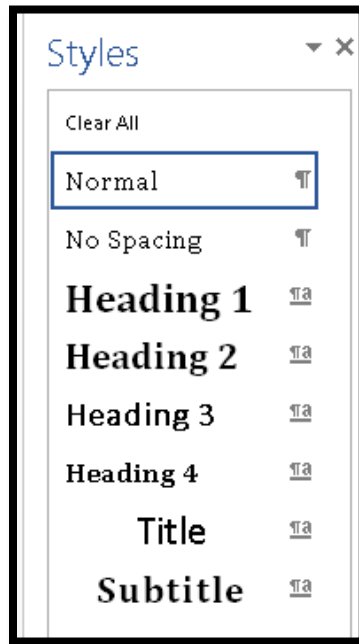 Styles
Clear All
Normal ¶
No Spacing ¶
Heading 1 ¶a
Heading 2 ¶a
Heading 3 ¶a
Heading 4 ¶a
Title ¶a
Subtitle ¶a